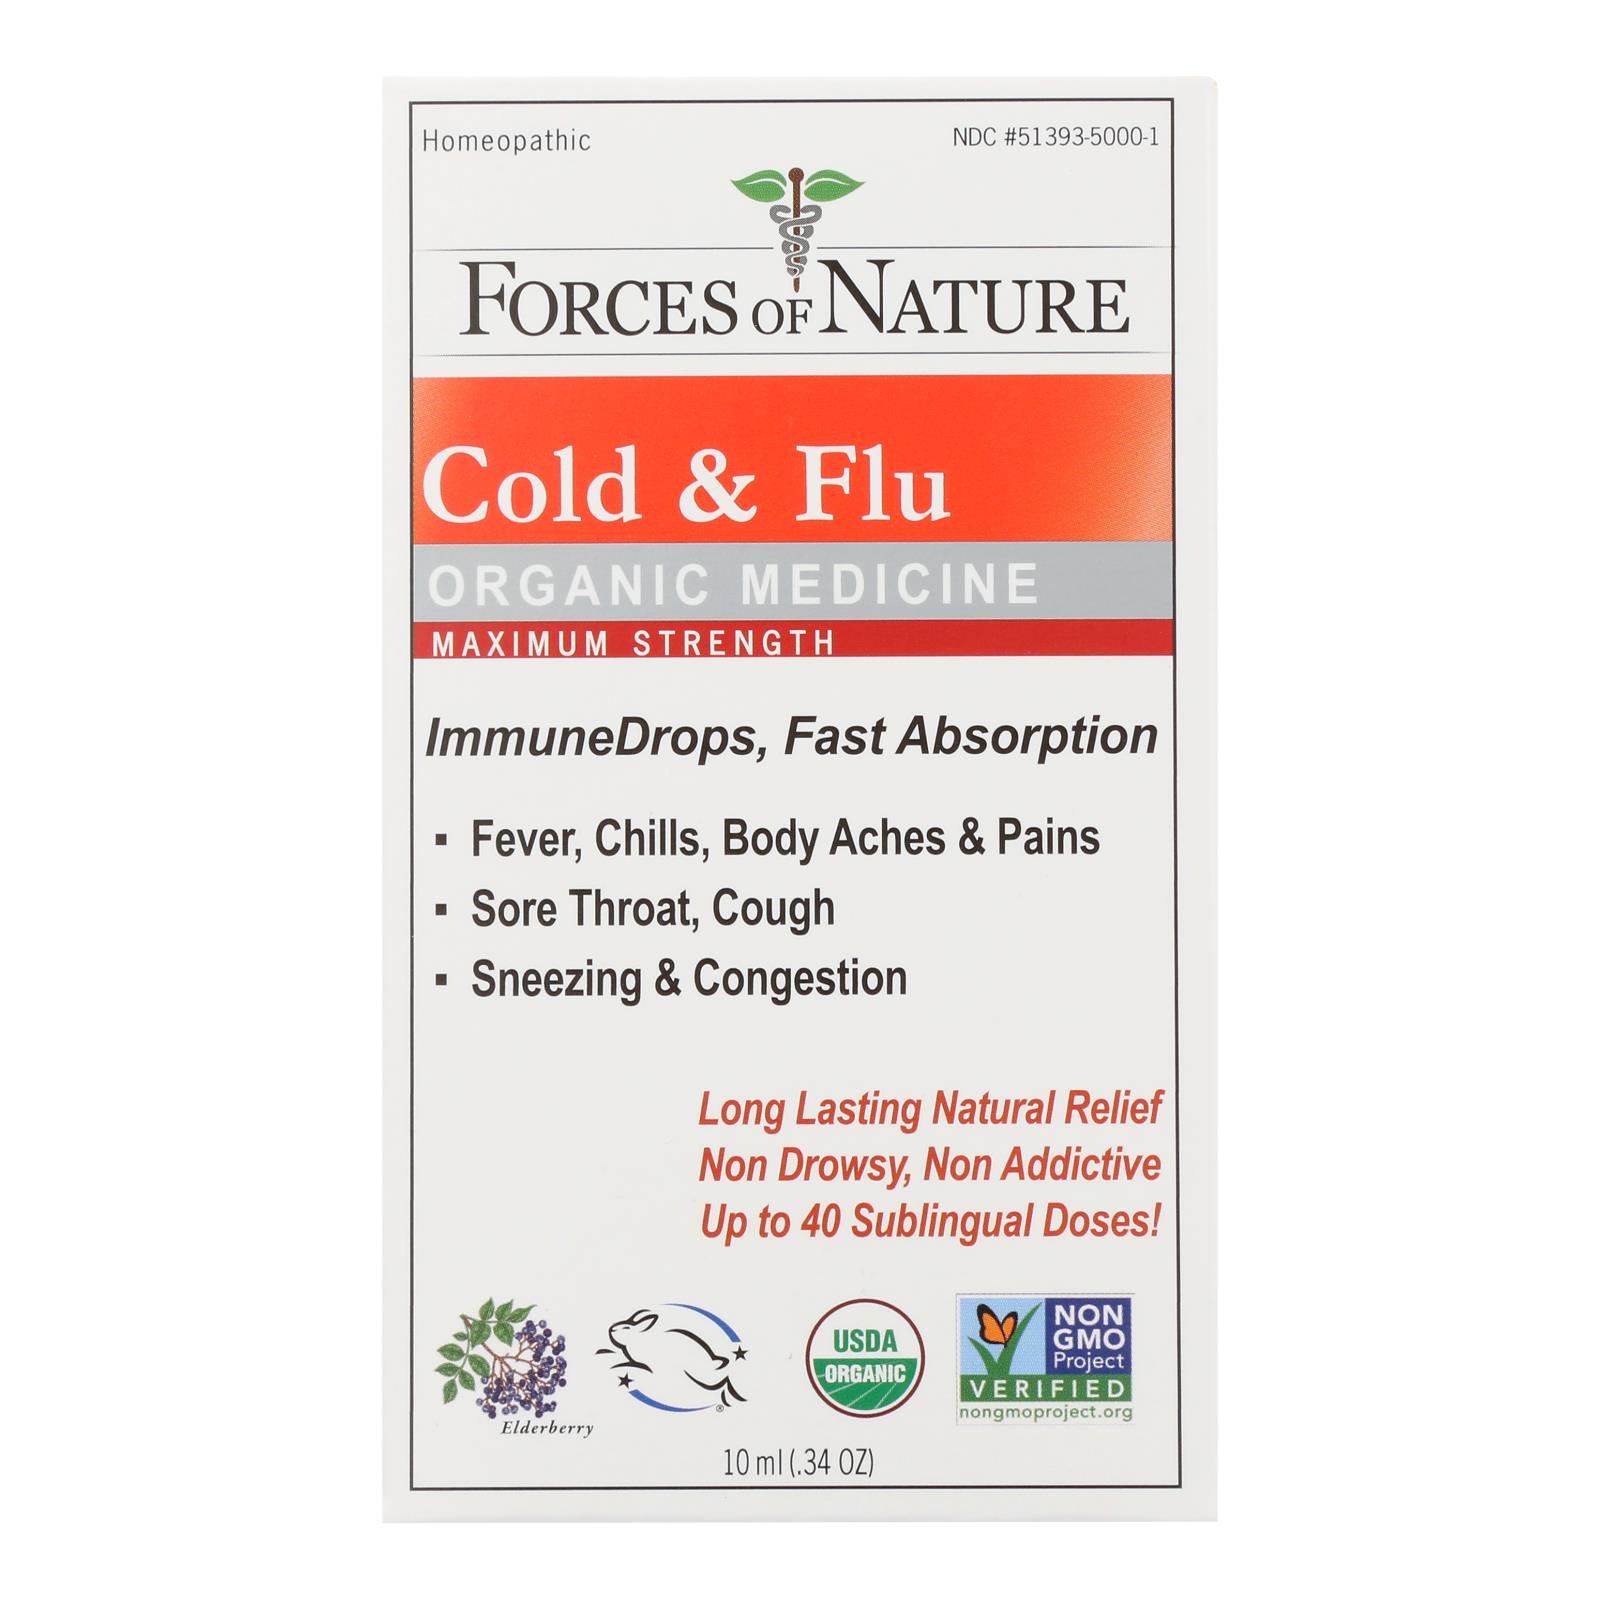 Homeopathic
NDC #51393-5000-1
FORCES OF NATURE
Cold & Flu
ORGANIC MEDICINE
MAXIMUM STRENGTH
ImmuneDrops, Fast Absorption
▪ Fever, Chills, Body Aches & Pains
▪ Sore Throat, Cough
▪ Sneezing & Congestion
Long Lasting Natural Relief
Non Drowsy, Non Addictive
Up to 40 Sublingual Doses!
Elderberry
®
USDA
ORGANIC
NON
GMO
Project
VERIFIED
nongmoproject.org
10 ml (.34 OZ)